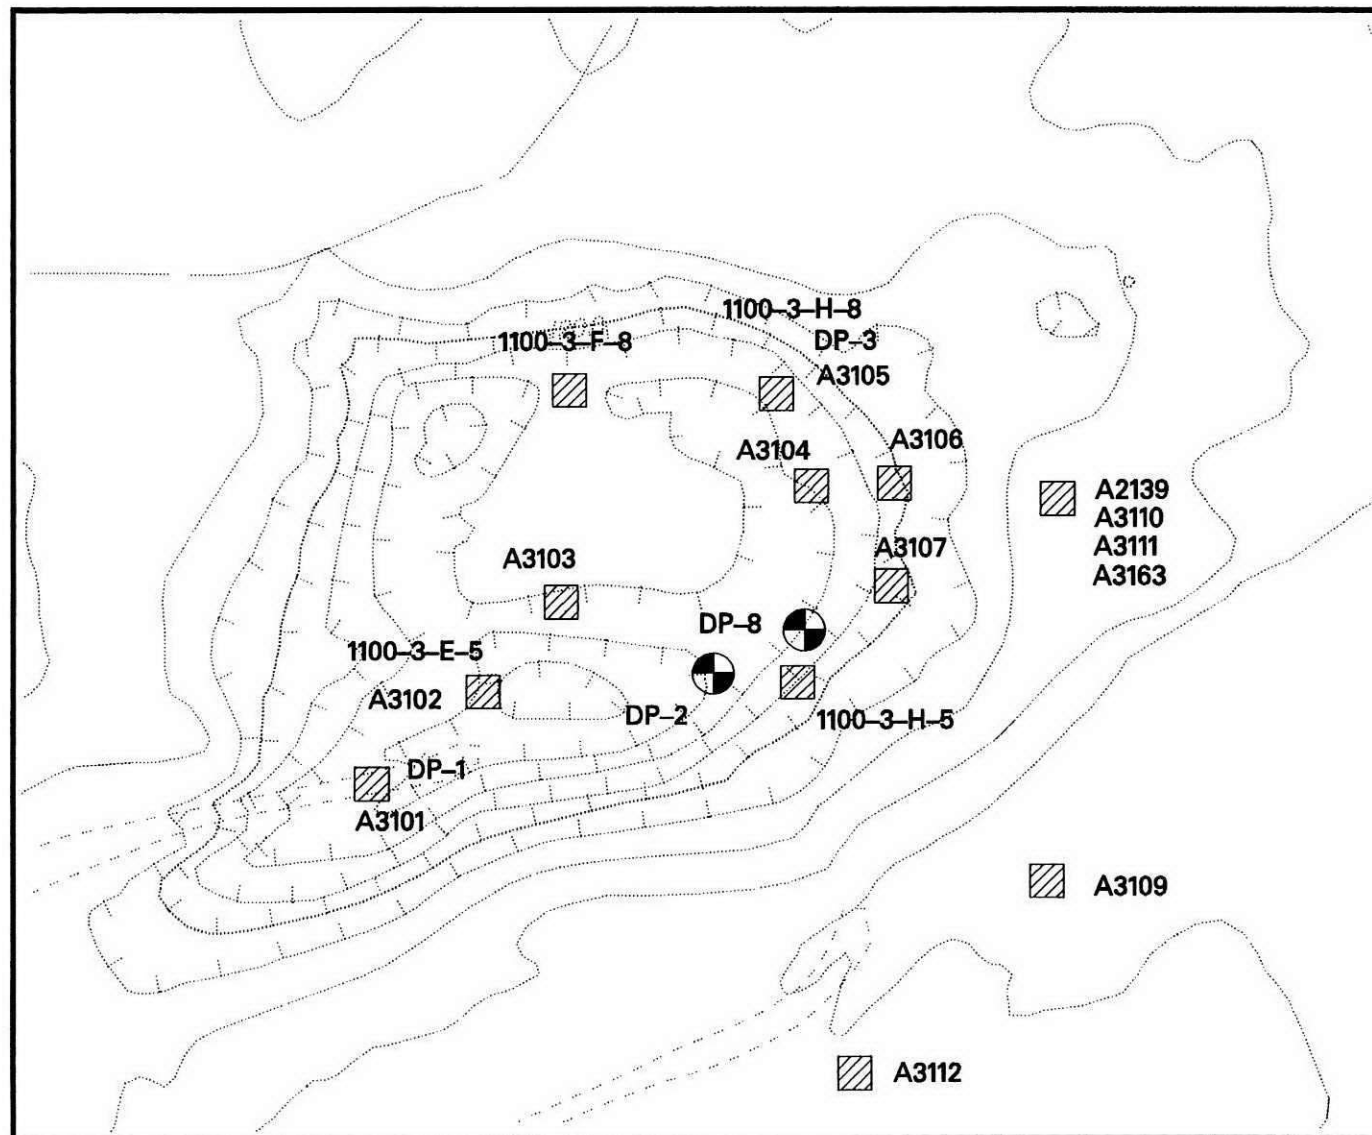 1100–3–H–8
1100–3–F–8
DP–3
A3105
A3104
A3106
A2139
A3110
A3111
A3163
A3107
A3103
DP–8
1100–3–E–5
A3102
DP–2
1100–3–H–5
DP–1
A3101
A3109
A3112